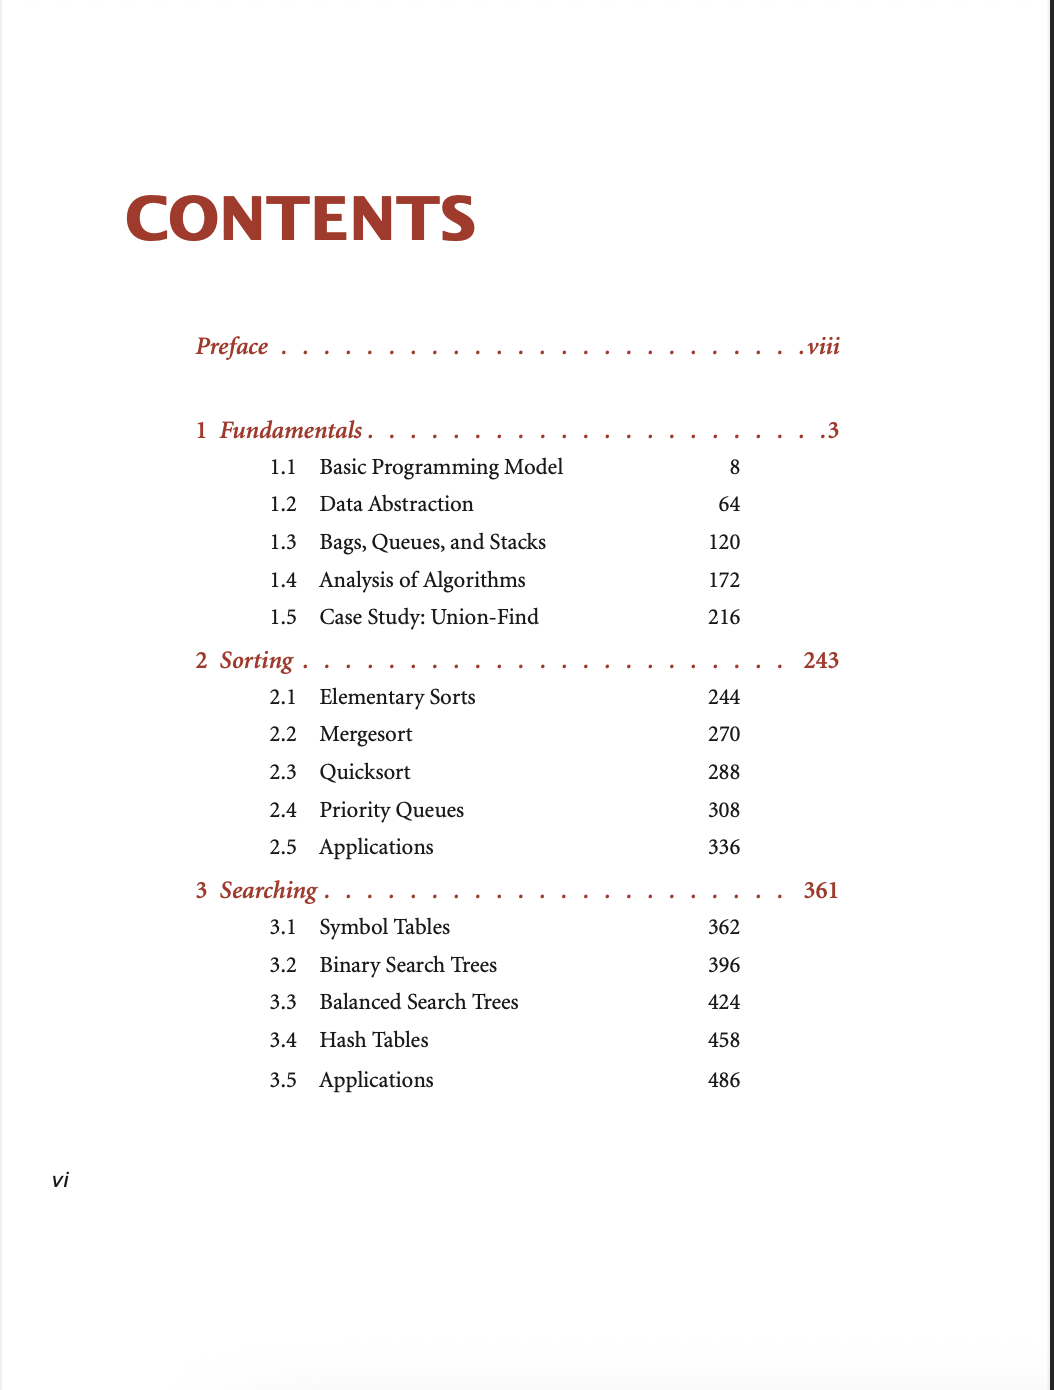 CONTENTS
Preface . . . . . . . . . . . . . . . . . . . . . . . . . viii
1 Fundamentals . . . . . . . . . . . . . . . . . . . . . . 3
1.1 Basic Programming Model 8
1.2 Data Abstraction 64
1.3 Bags, Queues, and Stacks 120
1.4 Analysis of Algorithms 172
1.5 Case Study: Union-Find 216
2 Sorting . . . . . . . . . . . . . . . . . . . . . . . 243
2.1 Elementary Sorts 244
2.2 Mergesort 270
2.3 Quicksort 288
2.4 Priority Queues 308
2.5 Applications 336
3 Searching . . . . . . . . . . . . . . . . . . . . . . 361
3.1 Symbol Tables 362
3.2 Binary Search Trees 396
3.3 Balanced Search Trees 424
3.4 Hash Tables 458
3.5 Applications 486
vi